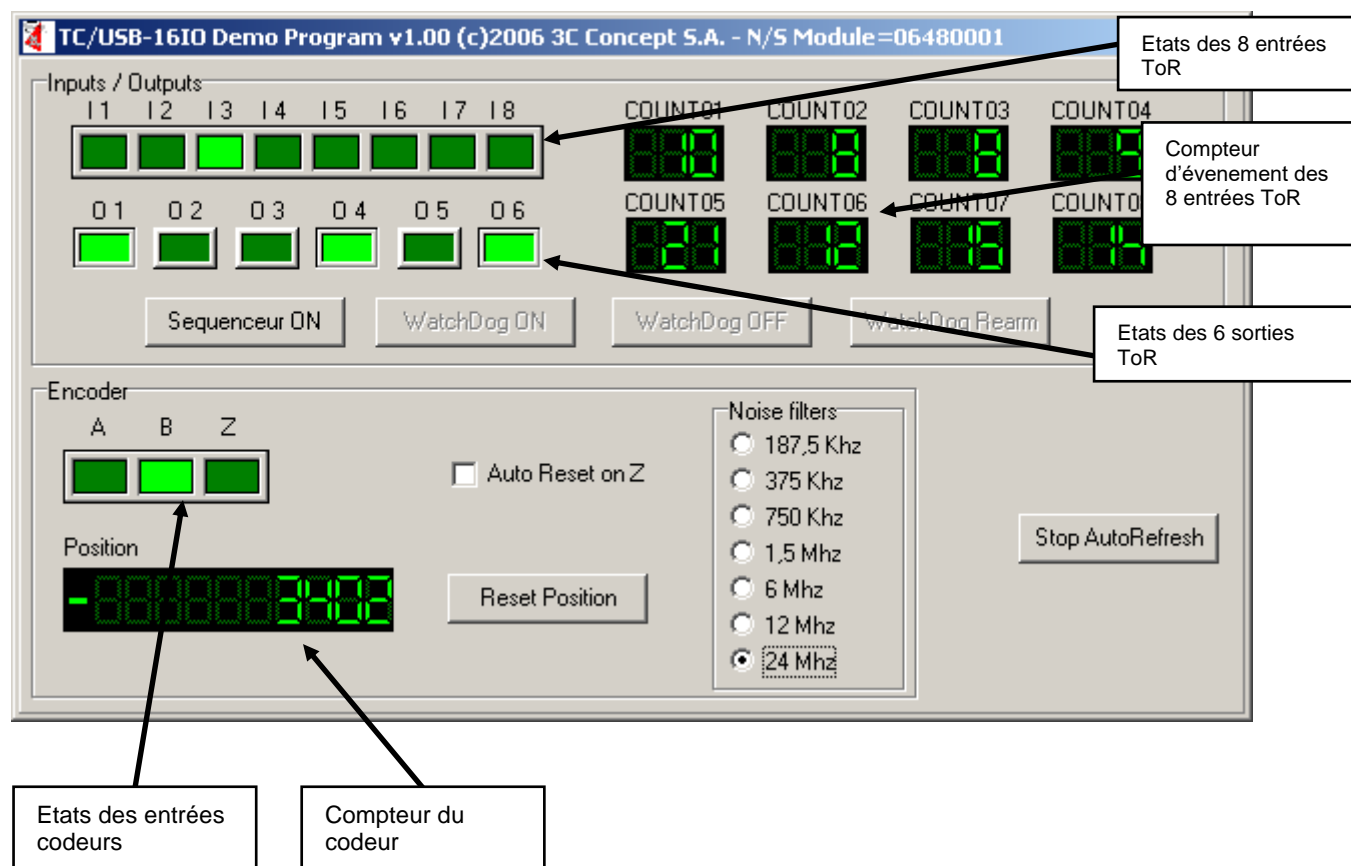 TC/USB-16IO Demo Program v1.00 (c)2006 3C Concept S.A. - N/S Module=06480001
Etats des 8 entrées
ToR
Inputs / Outputs
I1 I2 I3 I4 I5 I6 I7 I8
COUNT01 COUNT02 COUNT03 COUNT04
10 8 8 9
Compteur
d'évenement des
8 entrées ToR
O1 O2 O3 O4 O5 O6
COUNT05 COUNT06 COUNT07
21 12 15 14
Sequenceur ON WatchDog ON WatchDog OFF WatchDog Rearm
Etats des 6 sorties
ToR
Encoder
A B Z
Auto Reset on Z
Noise filters
187,5 Khz
375 Khz
750 Khz
1,5 Mhz
6 Mhz
12 Mhz
24 Mhz
Stop AutoRefresh
Position
-3402
Reset Position
Etats des entrées
codeurs
Compteur du
codeur